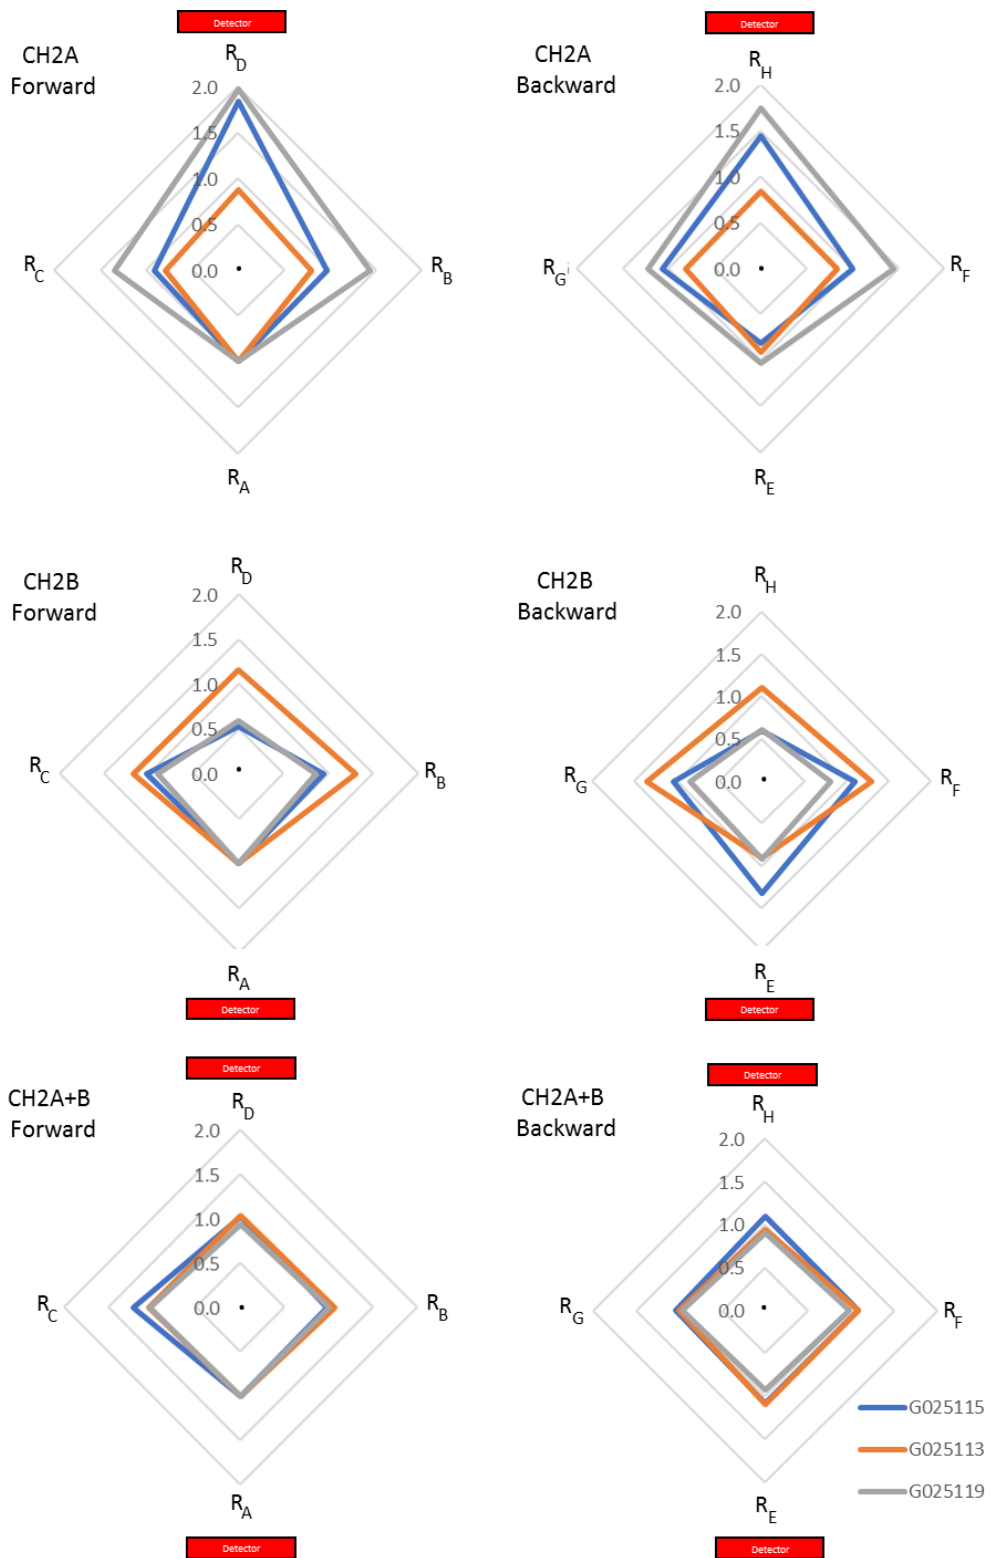 Detector
Detector
CH2A
Forward
RD
2.0
1.5
1.0
0.5
0.0
RC
RB
RA
CH2A
Backward
RH
2.0
1.5
1.0
0.5
0.0
RG
RF
RE
CH2B
Forward
RD
2.0
1.5
1.0
0.5
0.0
RC
RB
RA
Detector
CH2B
Backward
RH
2.0
1.5
1.0
0.5
0.0
RG
RF
RE
Detector
Detector
CH2A+B
Forward
RD
2.0
1.5
1.0
0.5
0.0
RC
RB
RA
Detector
Detector
CH2A+B
Backward
RH
2.0
1.5
1.0
0.5
0.0
RG
RF
RE
Detector
G025115
G025113
G025119